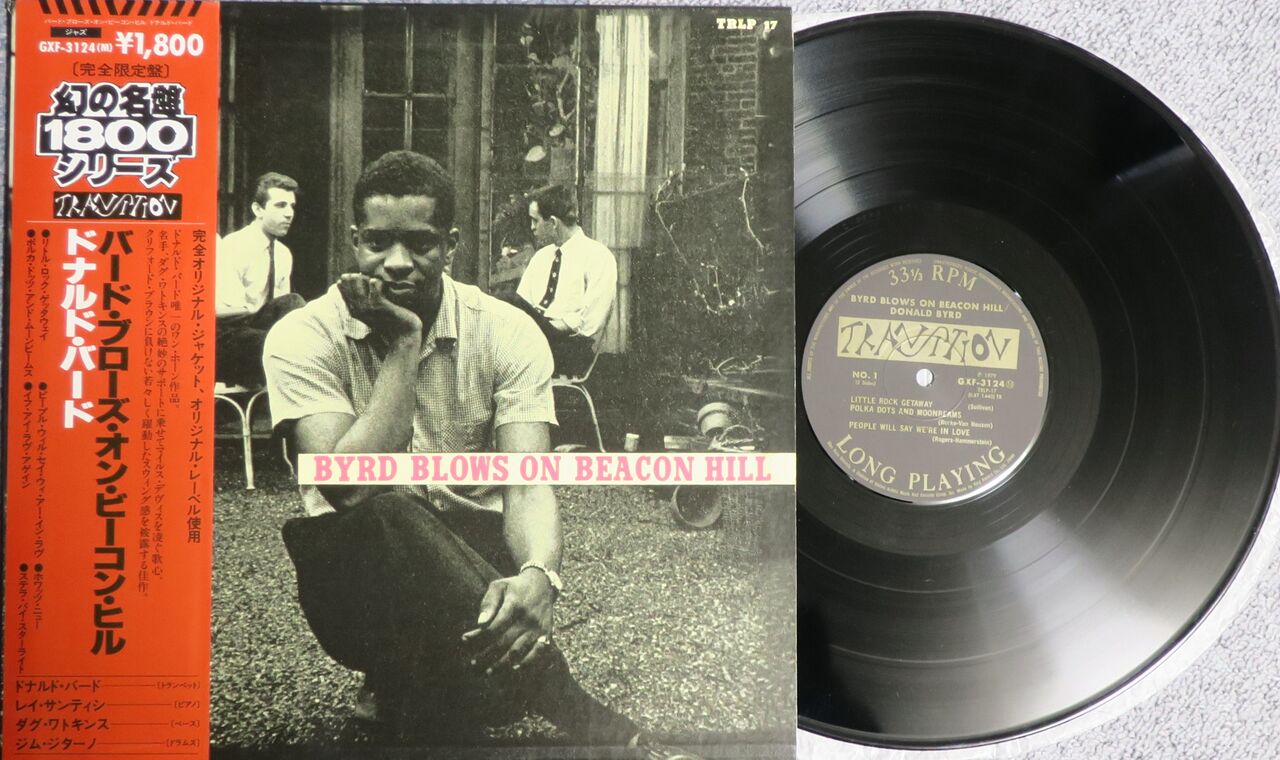 バード・ブローズ・オン・ビーコン・ヒル ドナルド・バード
ジャズ
GXF-3124(M) ¥1,800
〔完全限定盤〕
幻の名盤
1800
シリーズ
TRANSITION
バード・ブローズ・オン・ビーコン・ヒル
ドナルド・バード
完全オリジナル・ジャケット、オリジナル・レーベル使用
ドナルド・バード唯一のワン・ホーン作品。
名手、ダグ・ワトキンスの絶妙のサポートに乗せてマイルス・デヴィスを凌ぐ歌心。
クリフォード・ブラウンに負けない若々しく躍動したスウィング感を披露する佳作。
●リトル・ロック・ゲッタウェイ
●ポルカ・ドッツ・アンド・ムーンビームス
●ピープル・ウィル・セイ・ウィ・アー・イン・ラヴ
●イフ・アイ・ラヴ・アゲイン
●ホワッツ・ニュー
●ステラ・バイ・スターライト
ドナルド・バード〔トランペット〕
レイ・サンティシ〔ピアノ〕
ダグ・ワトキンス〔ベース〕
ジム・ジターノ〔ドラムズ〕
TRLP 17
BYRD BLOWS ON BEACON HILL
33⅓ RPM
BYRD BLOWS ON BEACON HILL/
DONALD BYRD
TRANSITION
NO. 1
℗ 1979
GXF-3124 Ⓜ
TRLP-17
LITTLE ROCK GETAWAY (Sullivan)
POLKA DOTS AND MOONBEAMS
(Burke-Van Heusen)
PEOPLE WILL SAY WE'RE IN LOVE
(Rogers-Hammerstein)
LONG PLAYING